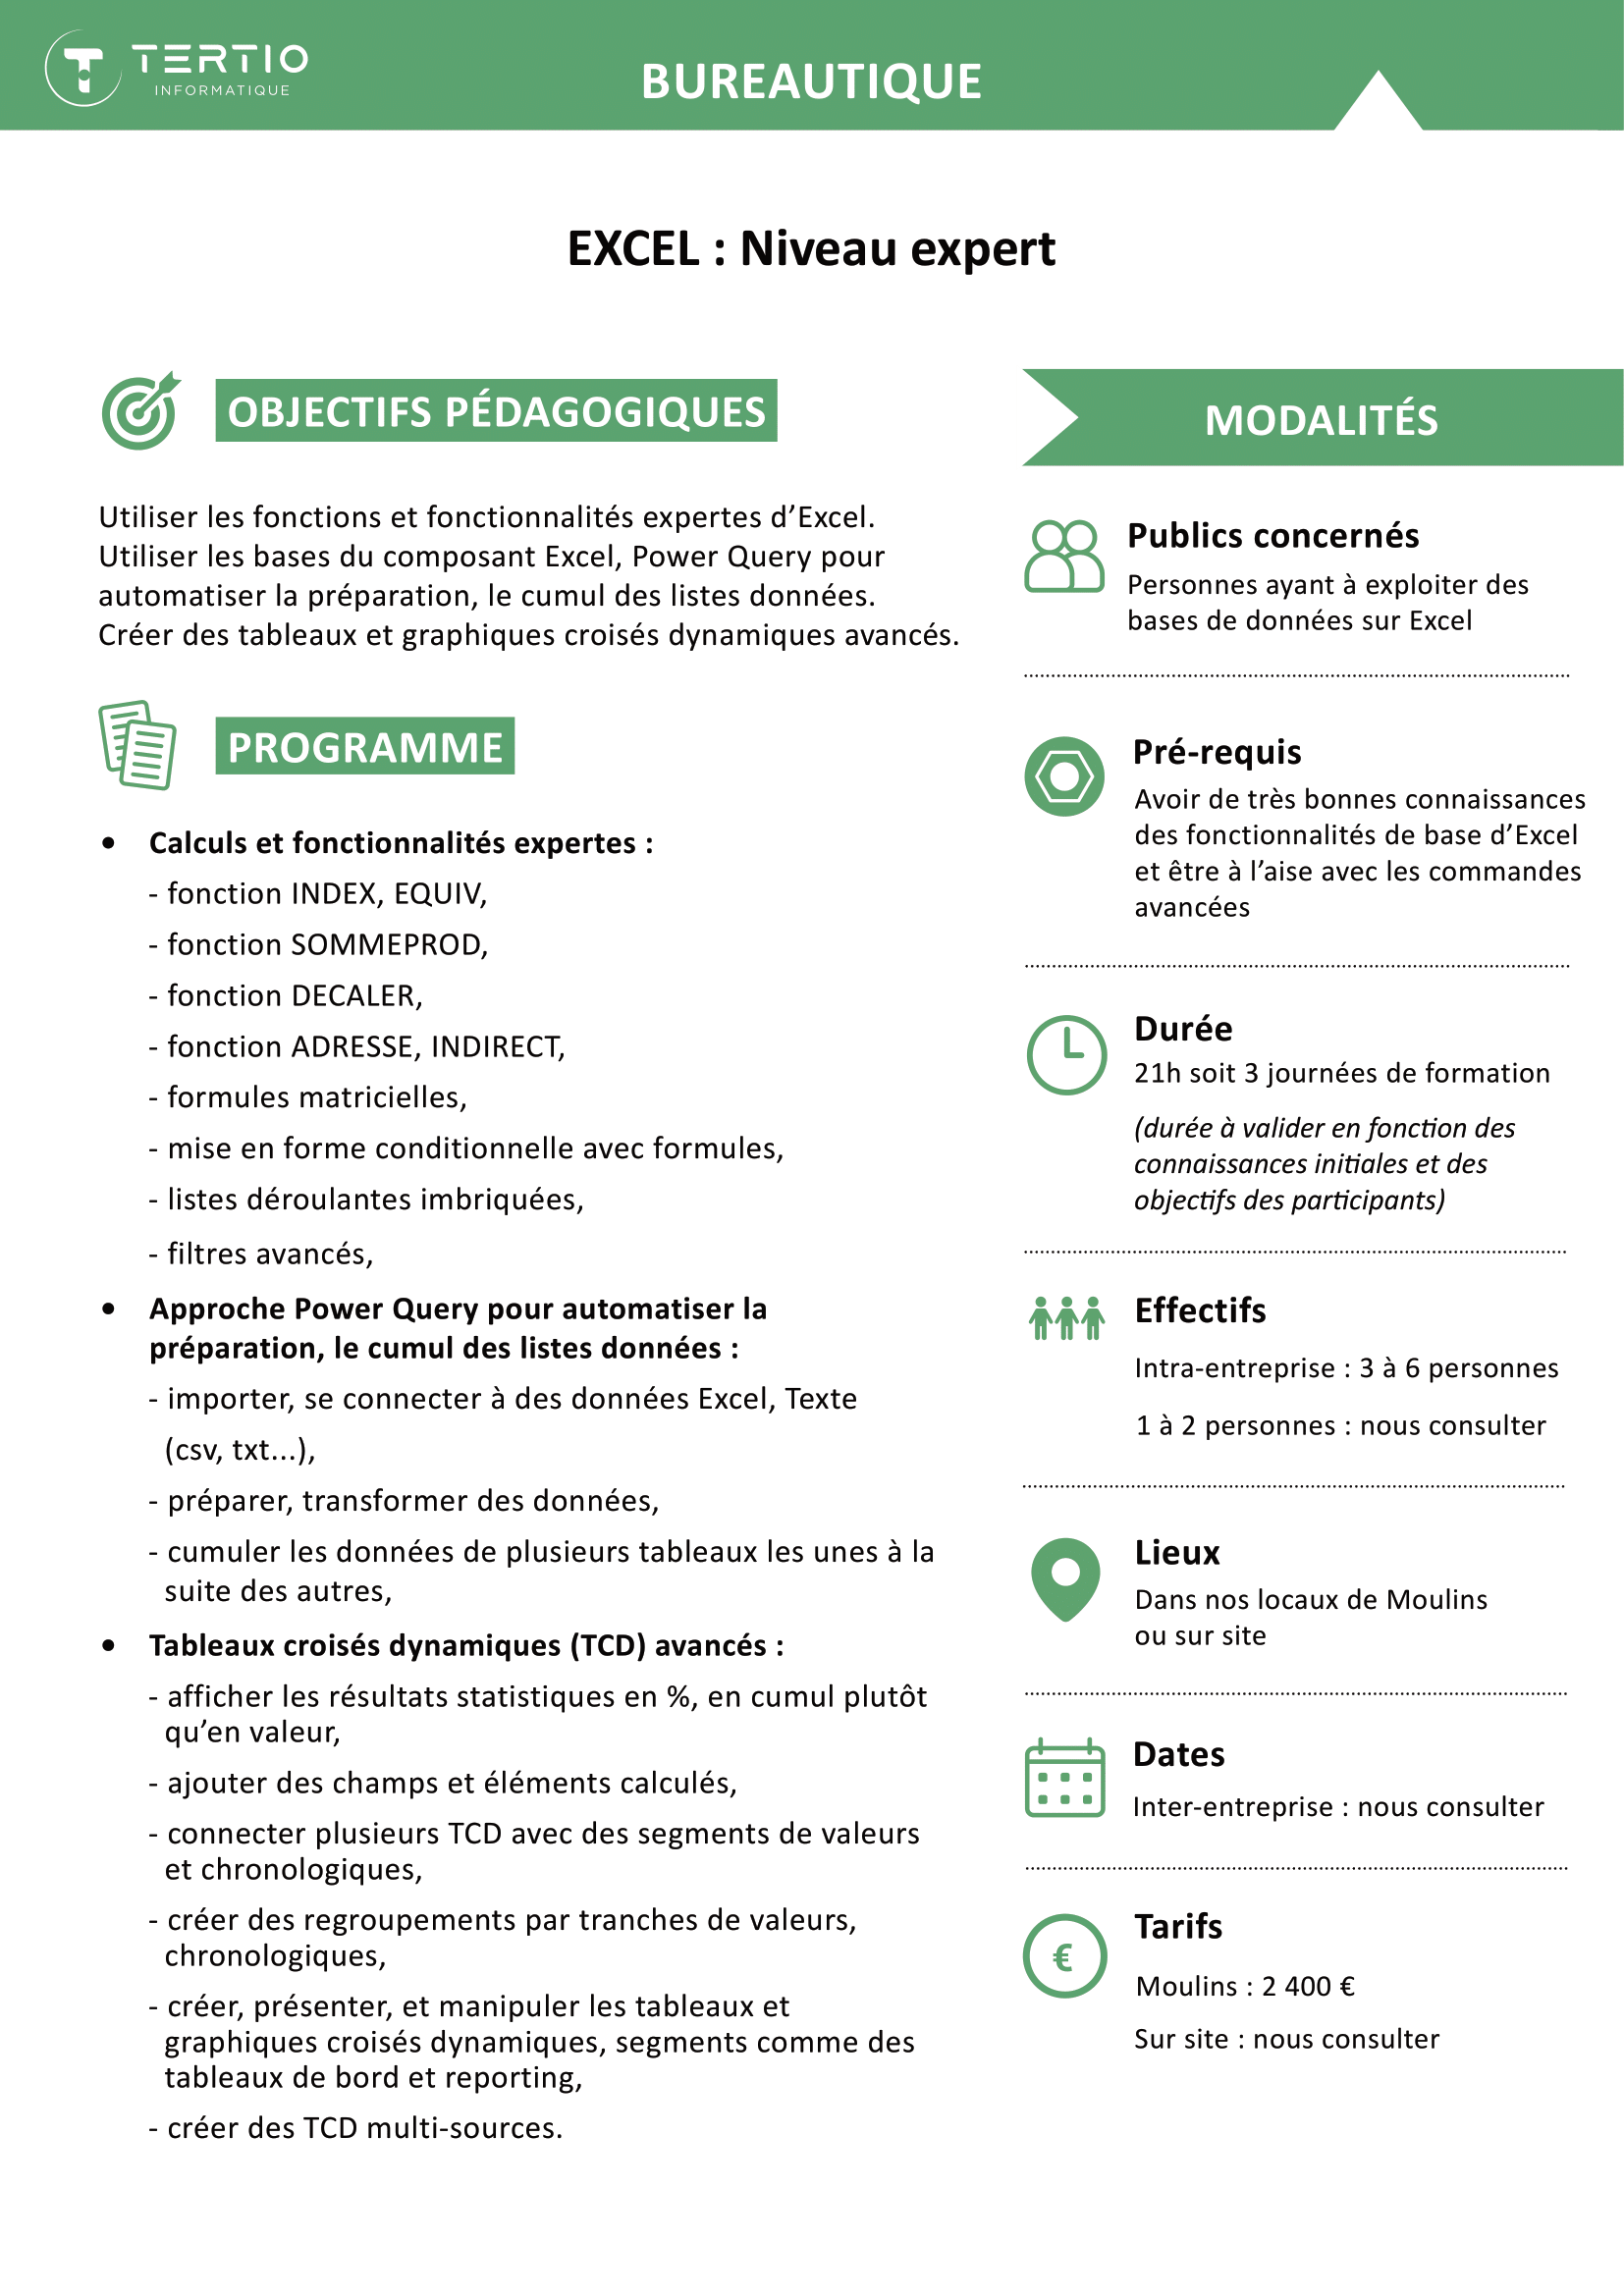 TERTIO
INFORMATIQUE
BUREAUTIQUE
EXCEL : Niveau expert
OBJECTIFS PÉDAGOGIQUES
Utiliser les fonctions et fonctionnalités expertes d’Excel.
Utiliser les bases du composant Excel, Power Query pour
automatiser la préparation, le cumul des listes données.
Créer des tableaux et graphiques croisés dynamiques avancés.
PROGRAMME
• Calculs et fonctionnalités expertes :
- fonction INDEX, EQUIV,
- fonction SOMMEPROD,
- fonction DECALER,
- fonction ADRESSE, INDIRECT,
- formules matricielles,
- mise en forme conditionnelle avec formules,
- listes déroulantes imbriquées,
- filtres avancés,
• Approche Power Query pour automatiser la
préparation, le cumul des listes données :
- importer, se connecter à des données Excel, Texte
(csv, txt...),
- préparer, transformer des données,
- cumuler les données de plusieurs tableaux les unes à la
suite des autres,
• Tableaux croisés dynamiques (TCD) avancés :
- afficher les résultats statistiques en %, en cumul plutôt
qu’en valeur,
- ajouter des champs et éléments calculés,
- connecter plusieurs TCD avec des segments de valeurs
et chronologiques,
- créer des regroupements par tranches de valeurs,
chronologiques,
- créer, présenter, et manipuler les tableaux et
graphiques croisés dynamiques, segments comme des
tableaux de bord et reporting,
- créer des TCD multi-sources.
MODALITÉS
Publics concernés
Personnes ayant à exploiter des
bases de données sur Excel
Pré-requis
Avoir de très bonnes connaissances
des fonctionnalités de base d’Excel
et être à l’aise avec les commandes
avancées
Durée
21h soit 3 journées de formation
(durée à valider en fonction des
connaissances initiales et des
objectifs des participants)
Effectifs
Intra-entreprise : 3 à 6 personnes
1 à 2 personnes : nous consulter
Lieux
Dans nos locaux de Moulins
ou sur site
Dates
Inter-entreprise : nous consulter
€
Tarifs
Moulins : 2 400 €
Sur site : nous consulter